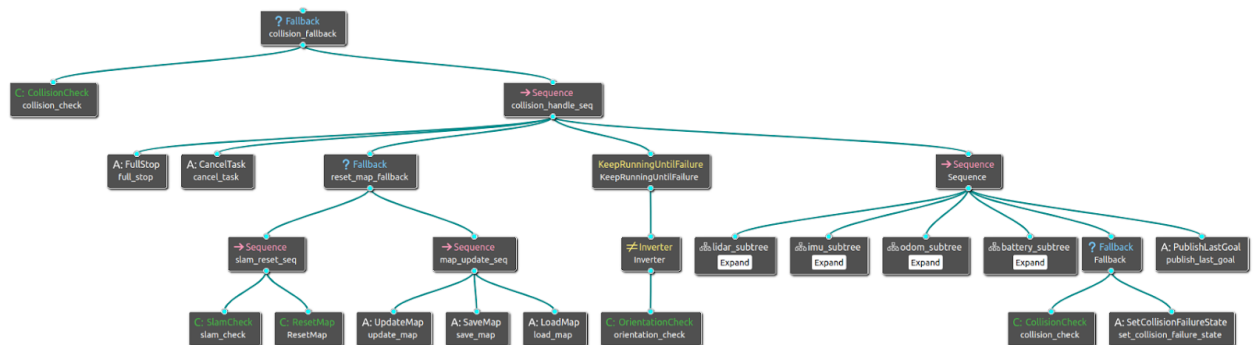 ? Fallback
collision_fallback
C: CollisionCheck
collision_check
→ Sequence
collision_handle_seq
A: FullStop
full_stop
A: CancelTask
cancel_task
? Fallback
reset_map_fallback
KeepRunningUntilFailure
KeepRunningUntilFailure
→ Sequence
Sequence
→ Sequence
slam_reset_seq
→ Sequence
map_update_seq
≠ Inverter
Inverter
lidar_subtree
Expand
imu_subtree
Expand
odom_subtree
Expand
battery_subtree
Expand
? Fallback
Fallback
A: PublishLastGoal
publish_last_goal
C: SlamCheck
slam_check
C: ResetMap
ResetMap
A: UpdateMap
update_map
A: SaveMap
save_map
A: LoadMap
load_map
C: OrientationCheck
orientation_check
C: CollisionCheck
collision_check
A: SetCollisionFailureState
set_collision_failure_state